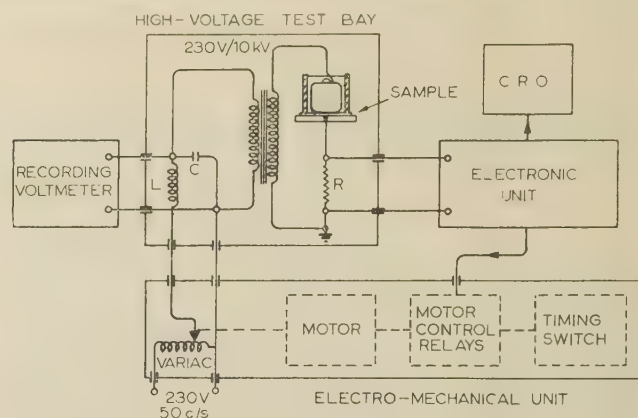 HIGH-VOLTAGE TEST BAY
230V/10kV
CRO
SAMPLE
C
L
R
RECORDING
VOLTMETER
ELECTRONIC
UNIT
MOTOR
MOTOR
CONTROL
RELAYS
TIMING
SWITCH
VARIAC
230V
50c/s
ELECTRO-MECHANICAL UNIT